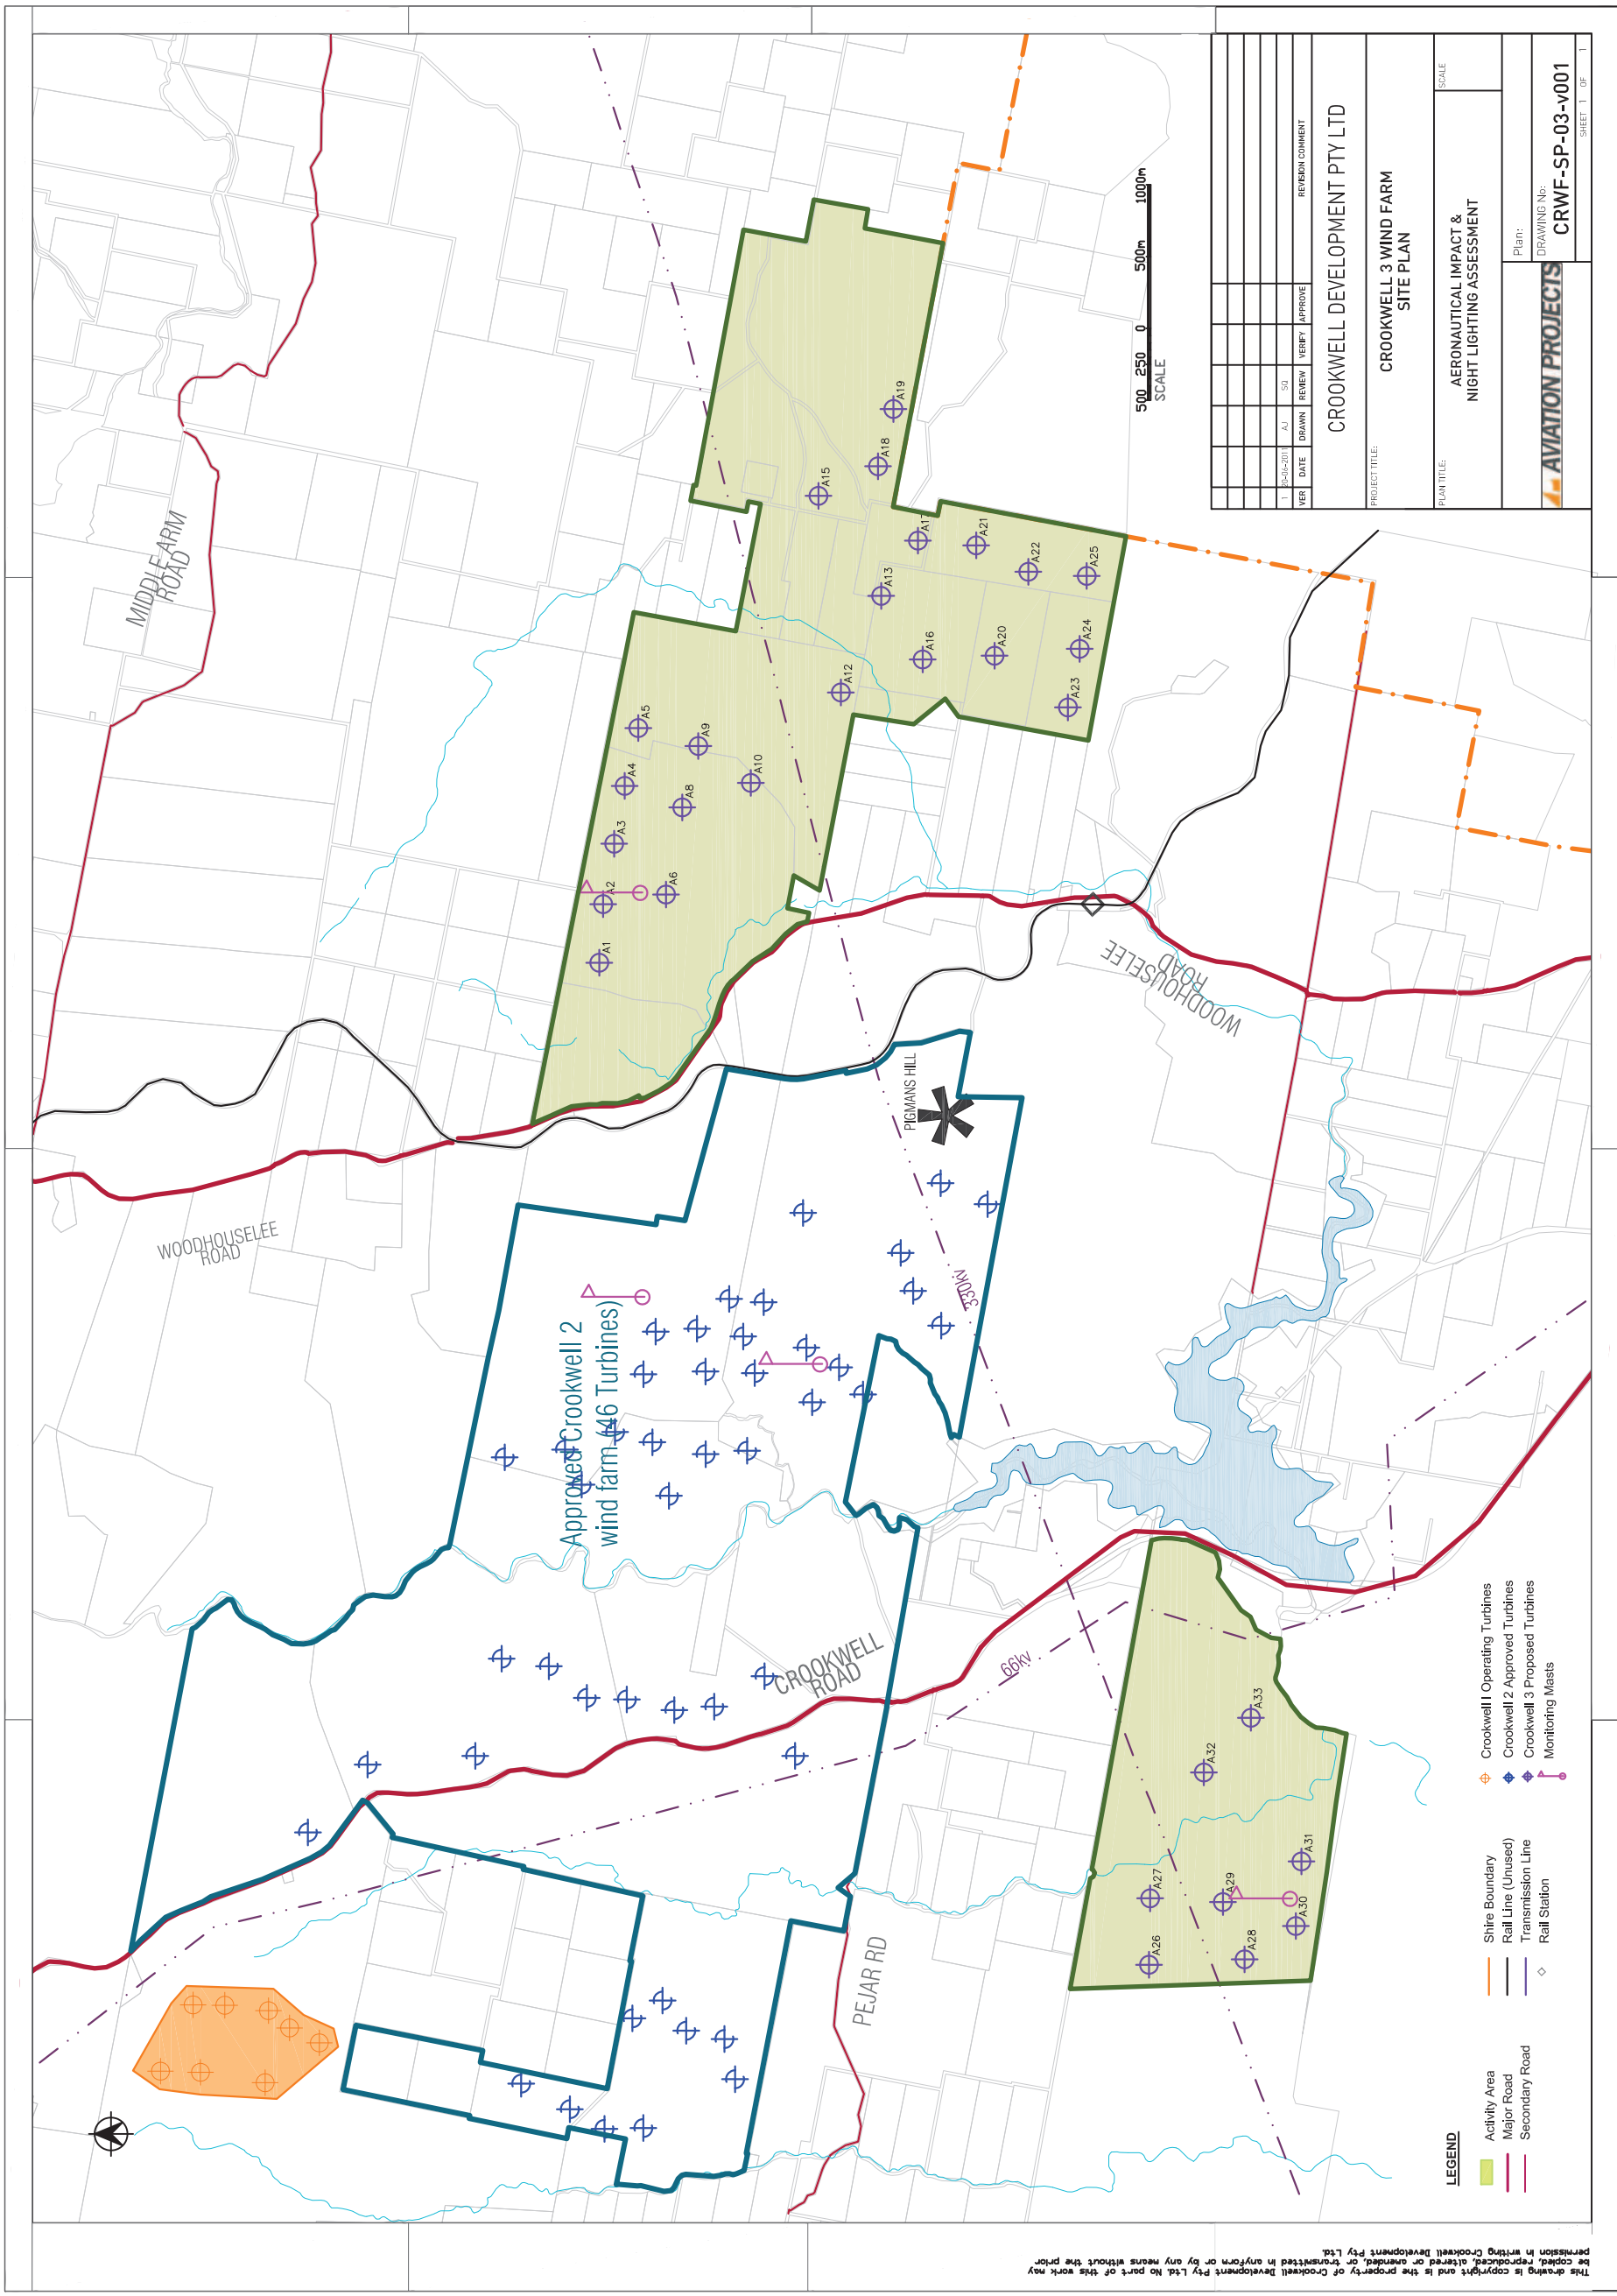 MIDDLE ARM
ROAD
WOODHOUSELEE
ROAD
WOODHOUSELEE
ROAD
PIGMANS HILL
Approved Crookwell 2
wind farm (46 Turbines)
330kv
CROOKWELL
ROAD
66kv
PEJAR RD
A1
A2
A3
A4
A5
A6
A8
A9
A10
A12
A13
A15
A16
A17
A18
A19
A20
A21
A22
A23
A24
A25
A26
A27
A28
A29
A30
A31
A32
A33
500 250 0 500m 1000m
SCALE
LEGEND
Activity Area
Major Road
Secondary Road
Shire Boundary
Rail Line (Unused)
Transmission Line
Rail Station
Crookwell I Operating Turbines
Crookwell 2 Approved Turbines
Crookwell 3 Proposed Turbines
Monitoring Masts
1 20-06-2011 AJ SQ
VER DATE DRAWN REVIEW VERIFY APPROVE REVISION COMMENT
CROOKWELL DEVELOPMENT PTY LTD
PROJECT TITLE:
CROOKWELL 3 WIND FARM
SITE PLAN
PLAN TITLE:
SCALE
AERONAUTICAL IMPACT &
NIGHT LIGHTING ASSESSMENT
AVIATION PROJECTS
Plan:
DRAWING No:
CRWF-SP-03-v001
SHEET 1 OF 1
This drawing is copyright and is the property of Crookwell Development Pty Ltd. No part of this work may
be copied, reproduced, altered or amended, or transmitted in anyform or by any means without the prior
permission in writing Crookwell Development Pty Ltd.